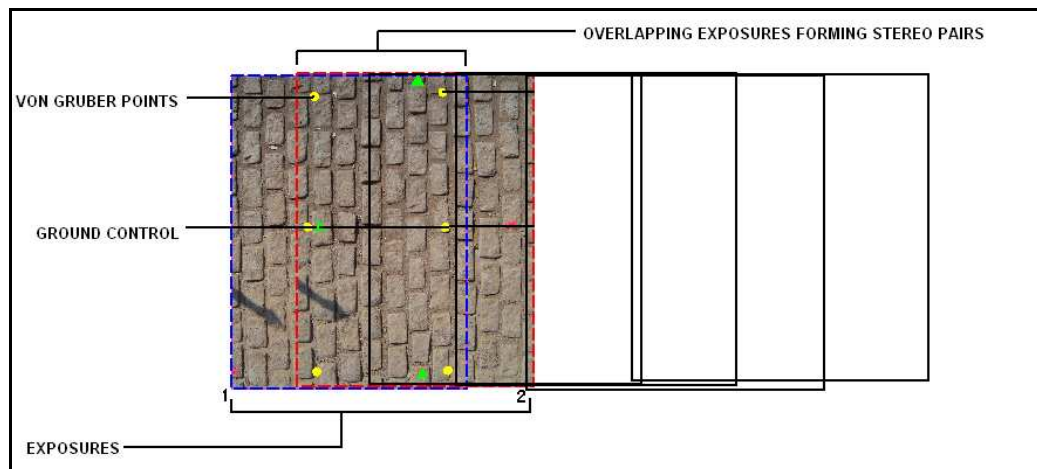 OVERLAPPING EXPOSURES FORMING STEREO PAIRS
VON GRUBER POINTS
GROUND CONTROL
1
2
EXPOSURES